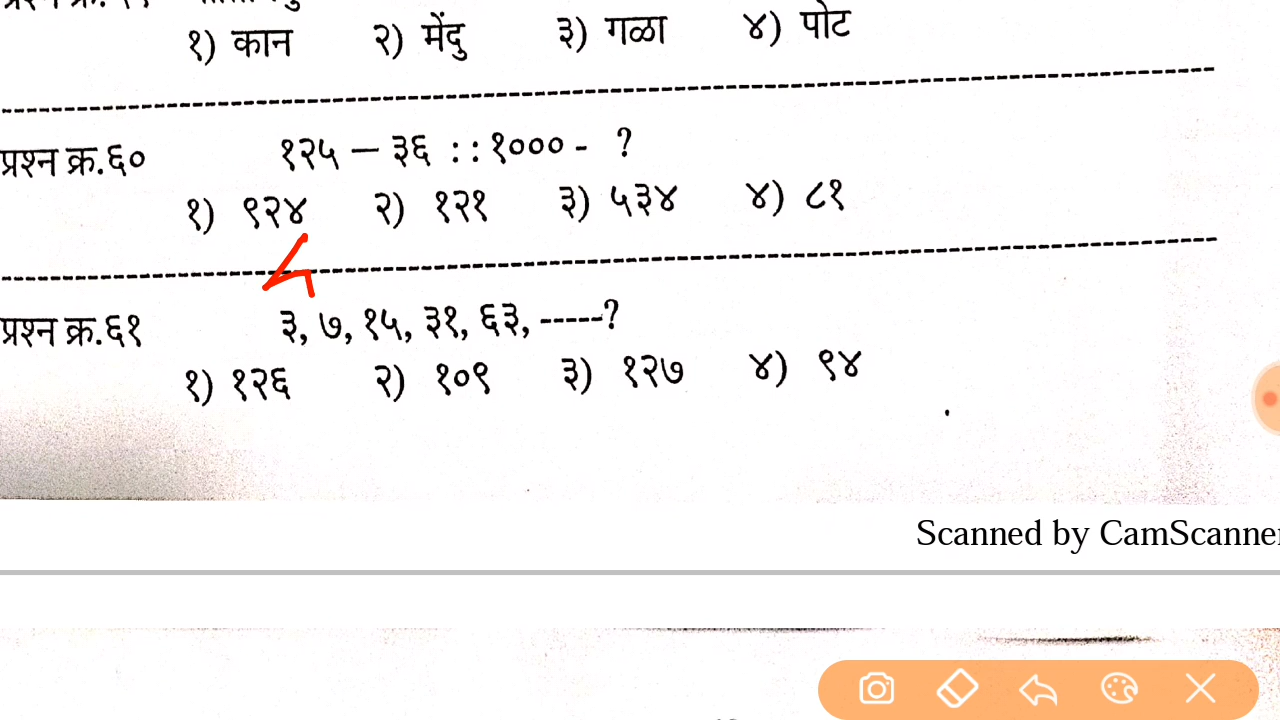 १) कान २) मेंदु ३) गळा ४) पोट
प्रश्न क्र.६० १२५ – ३६ : : १००० - ?
१) ९२४ २) १२१ ३) ५३४ ४) ८१
प्रश्न क्र.६१ ३, ७, १५, ३१, ६३, -----?
१) १२६ २) १०९ ३) १२७ ४) ९४
Scanned by CamScanner